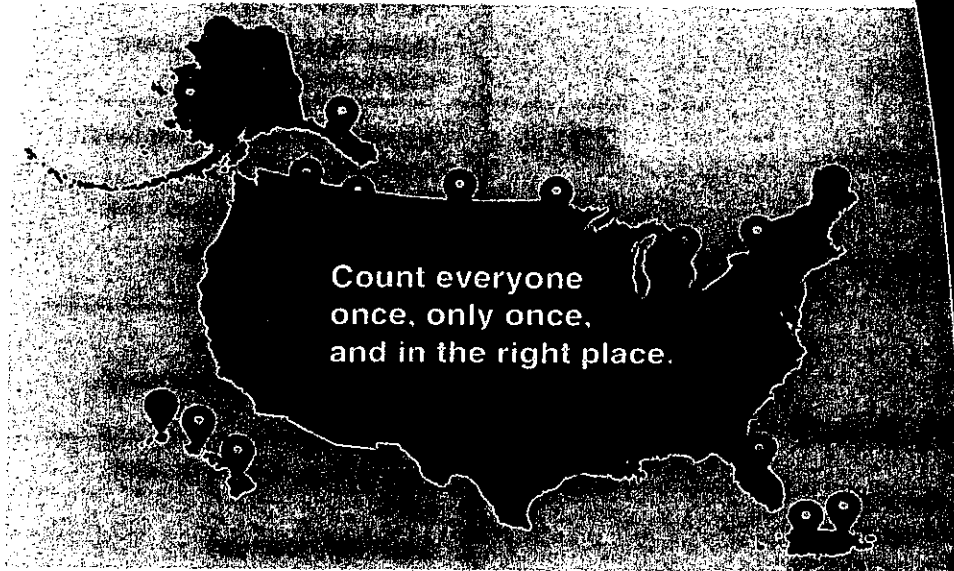 Count everyone
once, only once,
and in the right place.